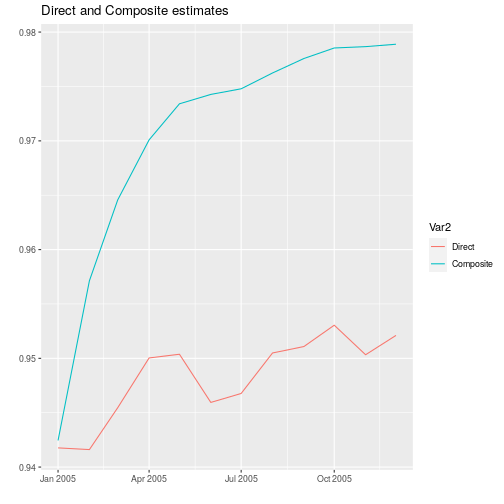 Direct and Composite estimates
0.98
0.97
0.96
0.95
0.94
Jan 2005
Apr 2005
Jul 2005
Oct 2005
Var2
Direct
Composite